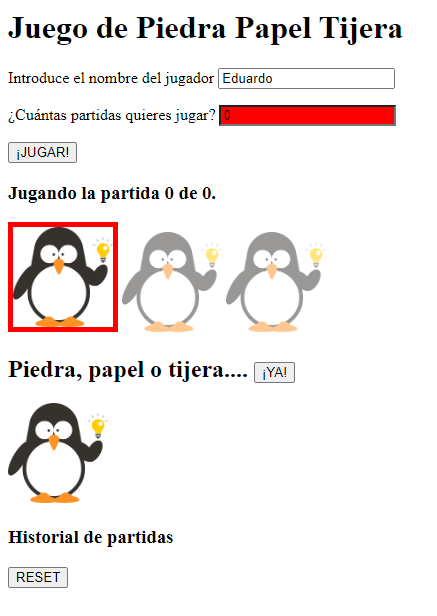 Juego de Piedra Papel Tijera
Introduce el nombre del jugador Eduardo
¿Cuántas partidas quieres jugar? 0
¡JUGAR!
Jugando la partida 0 de 0.
Piedra, papel o tijera.... ¡YA!
Historial de partidas
RESET